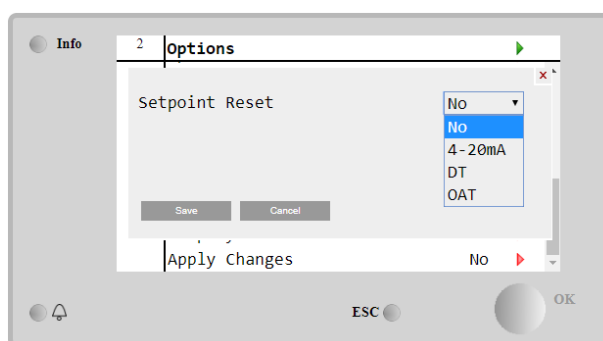 Info
2 Options
x
Setpoint Reset No
No
4-20mA
DT
OAT
Save Cancel
Apply Changes No
ESC
OK